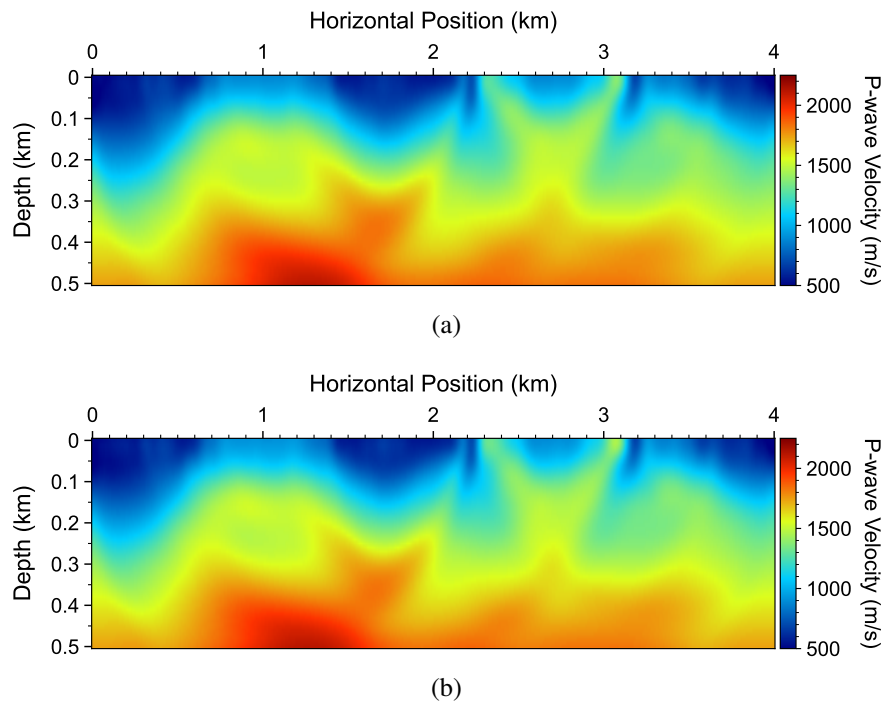 Horizontal Position (km)
0 1 2 3 4
0
0.1
0.2
0.3
0.4
0.5
Depth (km)
2000
1500
1000
500
P-wave Velocity (m/s)
(a)
Horizontal Position (km)
0 1 2 3 4
0
0.1
0.2
0.3
0.4
0.5
Depth (km)
2000
1500
1000
500
P-wave Velocity (m/s)
(b)